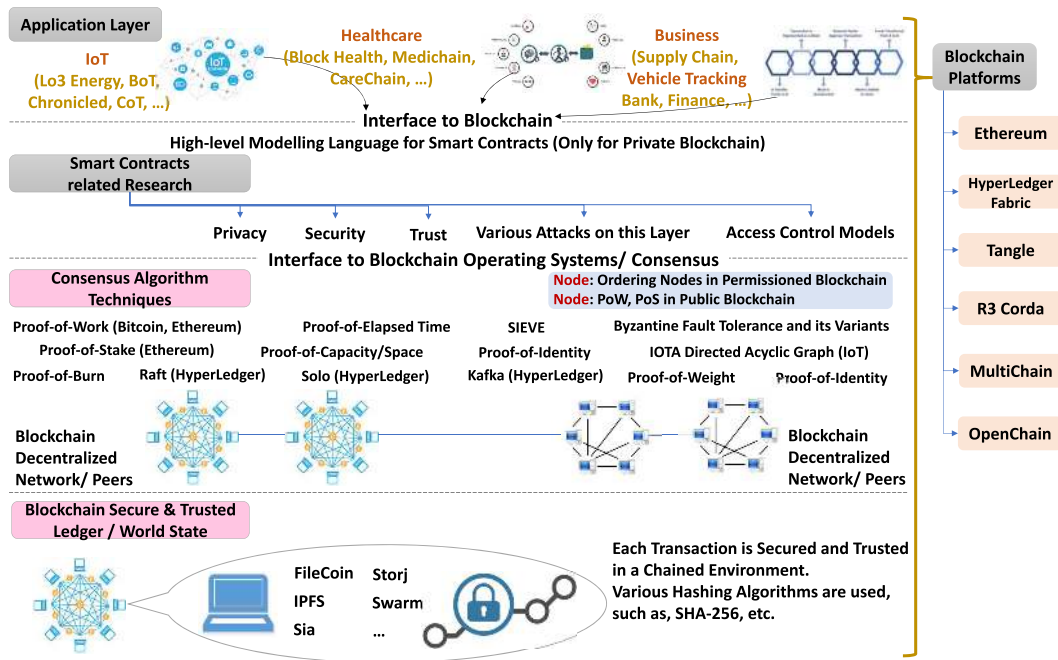 Application Layer
IoT
(Lo3 Energy, BoT,
Chronicled, CoT, ...)
IoT
Healthcare
(Block Health, Medichain,
CareChain, ...)
Business
(Supply Chain,
Vehicle Tracking
Bank, Finance, ...)
Interface to Blockchain
High-level Modelling Language for Smart Contracts (Only for Private Blockchain)
Smart Contracts
related Research
Privacy
Security
Trust
Various Attacks on this Layer
Access Control Models
Interface to Blockchain Operating Systems/ Consensus
Consensus Algorithm
Techniques
Node: Ordering Nodes in Permissioned Blockchain
Node: PoW, PoS in Public Blockchain
Proof-of-Work (Bitcoin, Ethereum)
Proof-of-Elapsed Time
SIEVE
Byzantine Fault Tolerance and its Variants
Proof-of-Stake (Ethereum)
Proof-of-Capacity/Space
Proof-of-Identity
IOTA Directed Acyclic Graph (IoT)
Proof-of-Burn
Raft (HyperLedger)
Solo (HyperLedger)
Kafka (HyperLedger)
Proof-of-Weight
Proof-of-Identity
Blockchain
Decentralized
Network/ Peers
Blockchain
Decentralized
Network/ Peers
Blockchain Secure & Trusted
Ledger / World State
FileCoin
Storj
IPFS
Swarm
Sia
...
Each Transaction is Secured and Trusted
in a Chained Environment.
Various Hashing Algorithms are used,
such as, SHA-256, etc.
Blockchain
Platforms
Ethereum
HyperLedger
Fabric
Tangle
R3 Corda
MultiChain
OpenChain